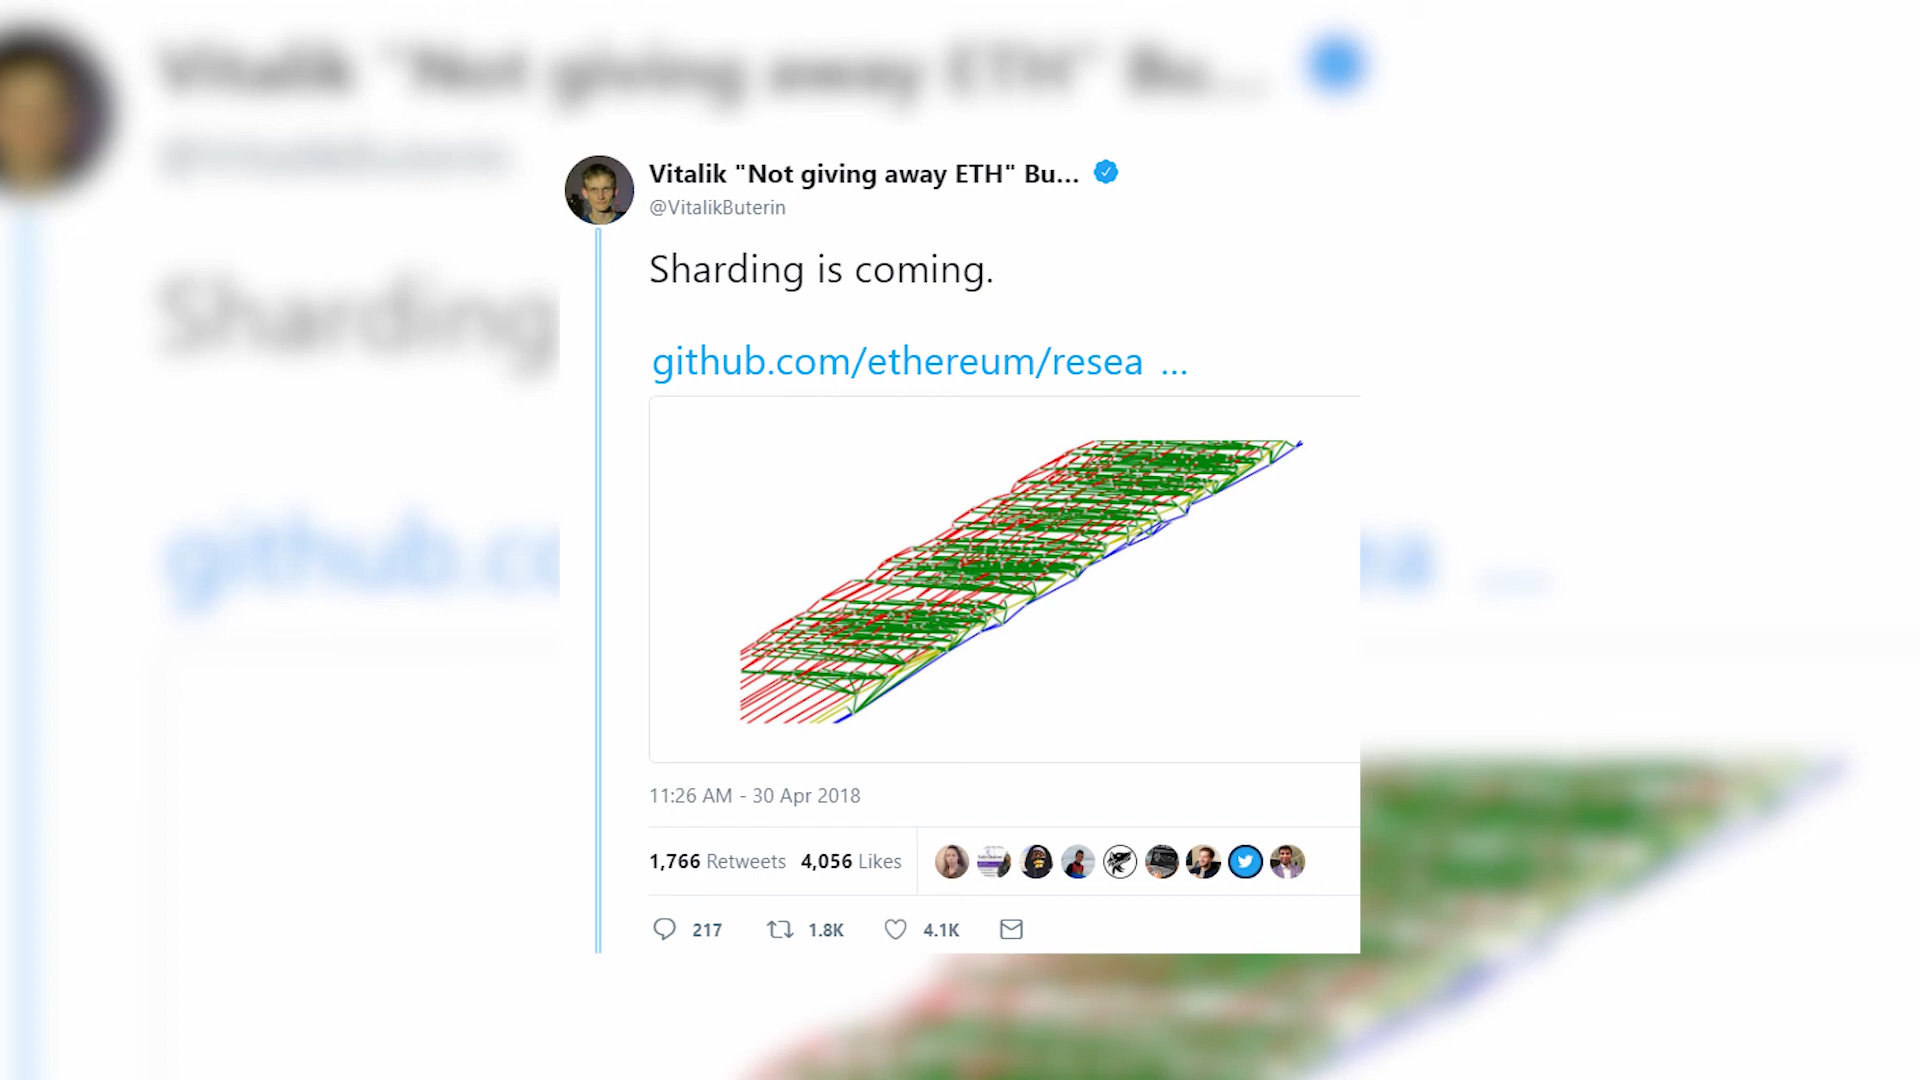 Vitalik "Not giving away ETH" Bu...
@VitalikButerin
Sharding is coming.
github.com/ethereum/resea ...
11:26 AM - 30 Apr 2018
1,766 Retweets 4,056 Likes
217 1.8K 4.1K